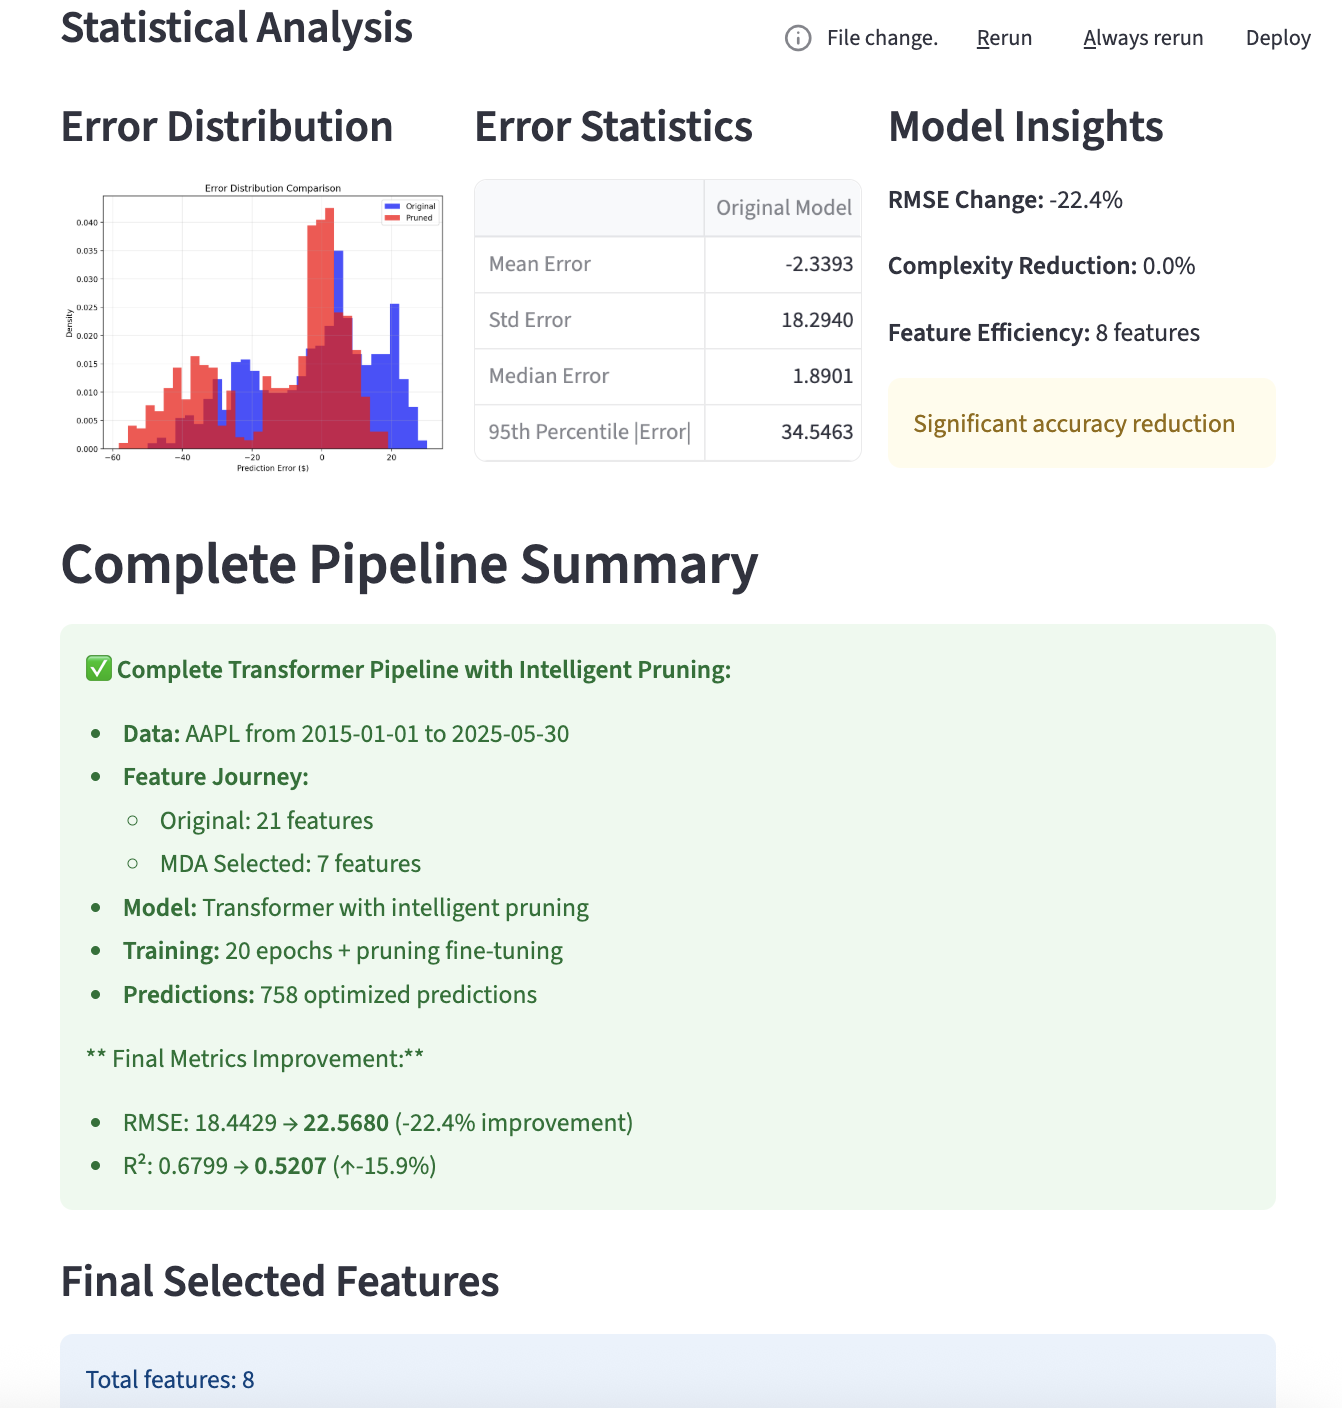 Statistical Analysis
File change. Rerun Always rerun Deploy
Error Distribution
Error Distribution Comparison
Original
Pruned
0.040
0.035
0.030
0.025
0.020
0.015
0.010
0.005
0.000
Density
−60 −40 −20 0 20
Prediction Error ($)
Error Statistics
Original Model
Mean Error -2.3393
Std Error 18.2940
Median Error 1.8901
95th Percentile |Error| 34.5463
Model Insights
RMSE Change: -22.4%
Complexity Reduction: 0.0%
Feature Efficiency: 8 features
Significant accuracy reduction
Complete Pipeline Summary
✅ Complete Transformer Pipeline with Intelligent Pruning:
• Data: AAPL from 2015-01-01 to 2025-05-30
• Feature Journey:
○ Original: 21 features
○ MDA Selected: 7 features
• Model: Transformer with intelligent pruning
• Training: 20 epochs + pruning fine-tuning
• Predictions: 758 optimized predictions
** Final Metrics Improvement:**
• RMSE: 18.4429 → 22.5680 (-22.4% improvement)
• R²: 0.6799 → 0.5207 (↑-15.9%)
Final Selected Features
Total features: 8